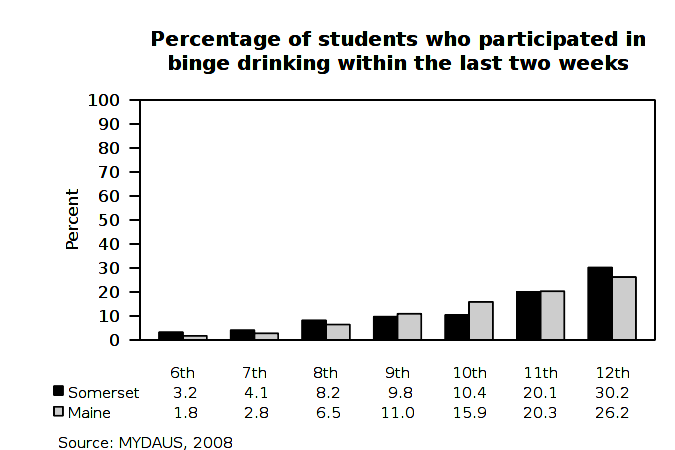 Percentage of students who participated in
binge drinking within the last two weeks
100
90
80
70
60
50
40
30
20
10
0
Percent
6th 7th 8th 9th 10th 11th 12th
Somerset 3.2 4.1 8.2 9.8 10.4 20.1 30.2
Maine 1.8 2.8 6.5 11.0 15.9 20.3 26.2
Source: MYDAUS, 2008